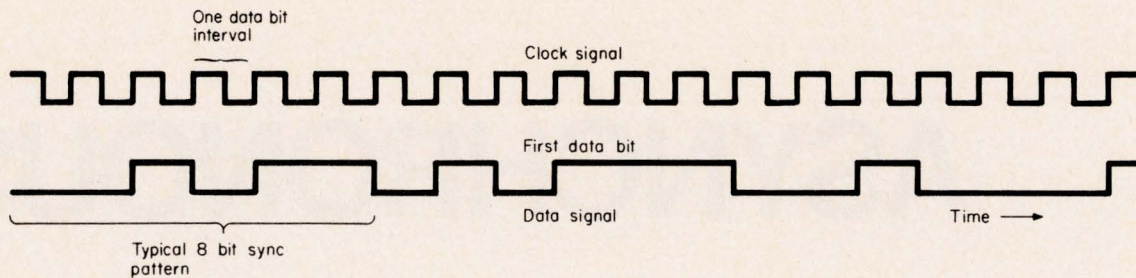 One data bit
interval
Clock signal
First data bit
Data signal
Time
Typical 8 bit sync
pattern